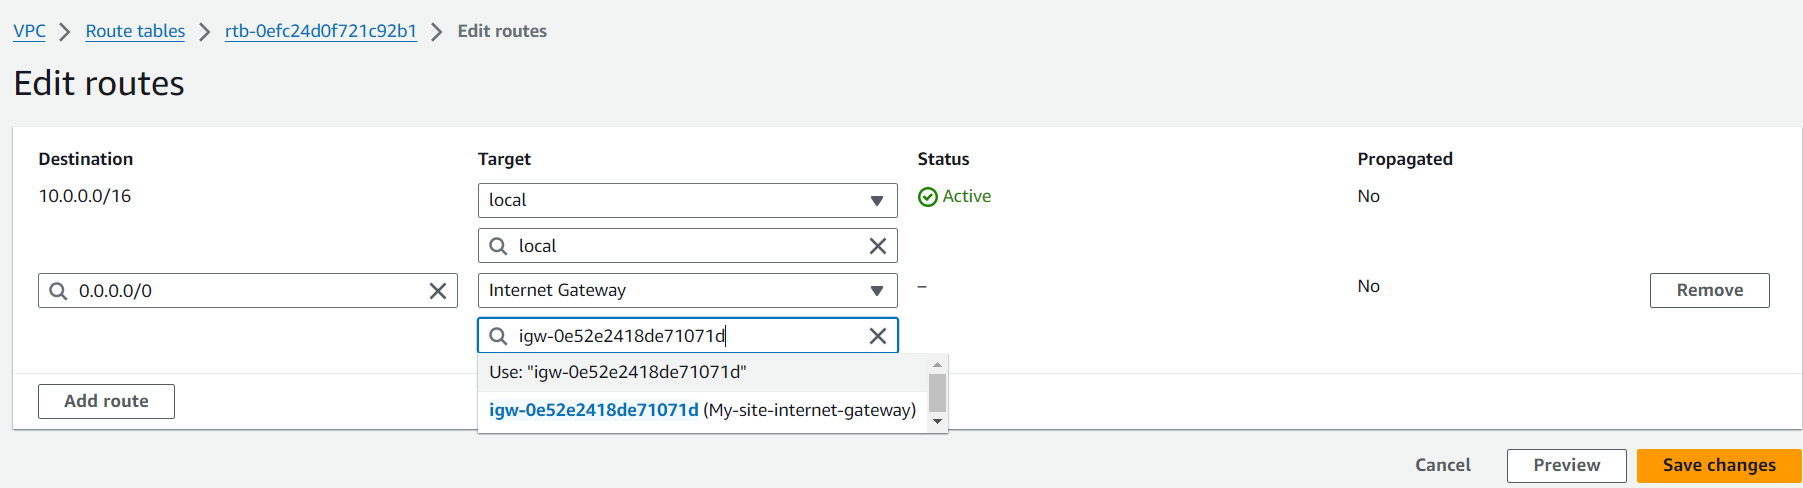 VPC > Route tables > rtb-0efc24d0f721c92b1 > Edit routes
Edit routes
Destination Target Status Propagated
10.0.0.0/16 local Active No
local
0.0.0.0/0 Internet Gateway – No Remove
igw-0e52e2418de71071d
Use: "igw-0e52e2418de71071d"
Add route
igw-0e52e2418de71071d (My-site-internet-gateway)
Cancel Preview Save changes